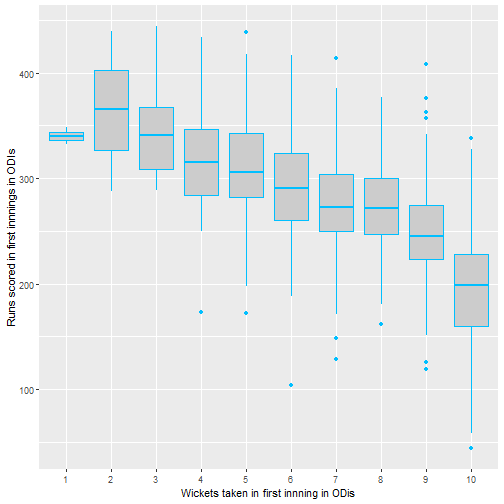 Runs scored in first innnings in ODIs
400
300
200
100
1 2 3 4 5 6 7 8 9 10
Wickets taken in first innning in ODis